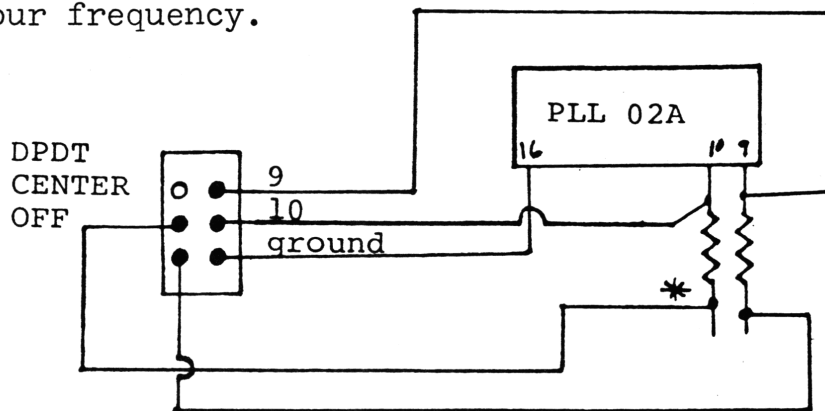 our frequency.
PLL 02A
16 10 9
DPDT
CENTER
OFF
9
10
ground
*